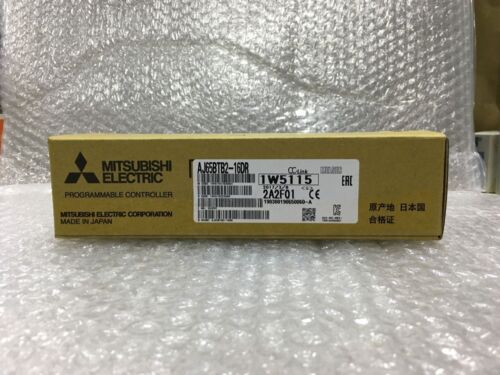 MITSUBISHI
ELECTRIC
PROGRAMMABLE CONTROLLER
MITSUBISHI ELECTRIC CORPORATION
MADE IN JAPAN
AJ65BTB2-16DR
CC-Link
1W5115
2A2F01
CE
EAC
原产地 日本国
合格证